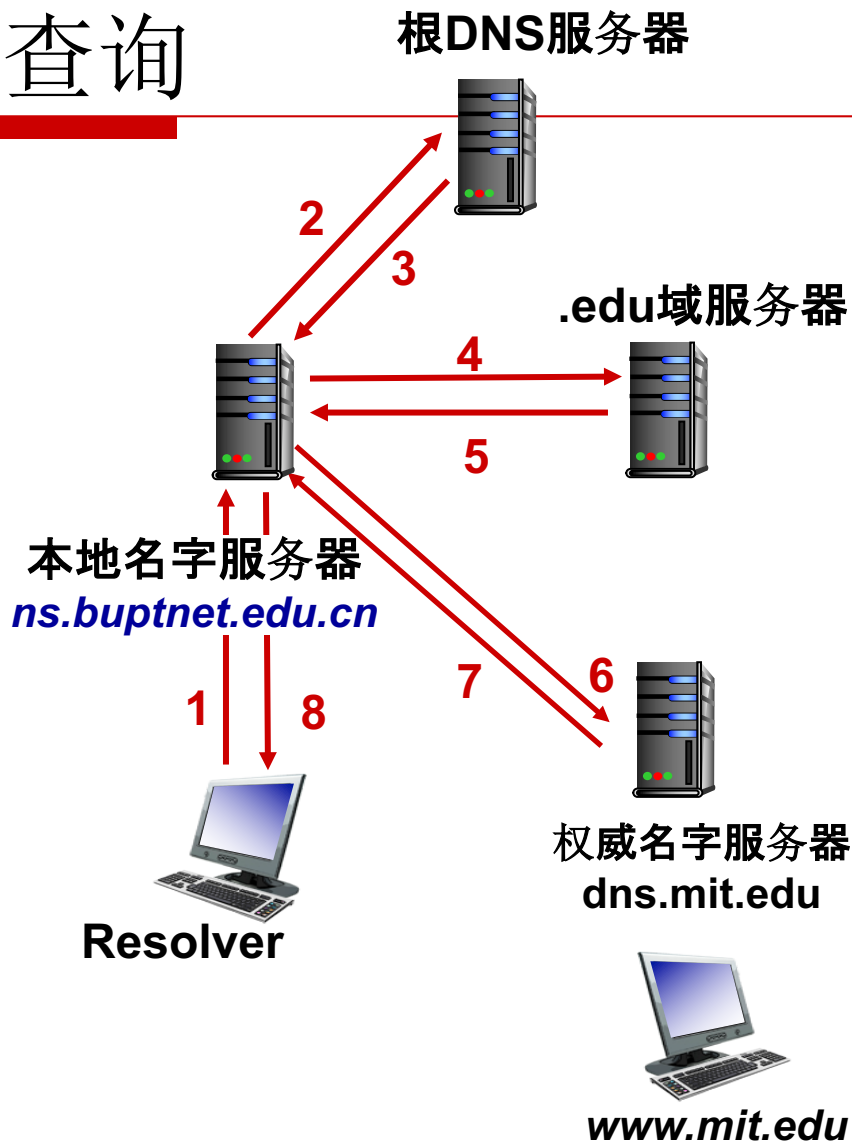 查询
根DNS服务器
2
3
.edu域服务器
4
5
本地名字服务器
ns.buptnet.edu.cn
1
8
7
6
权威名字服务器
dns.mit.edu
Resolver
www.mit.edu